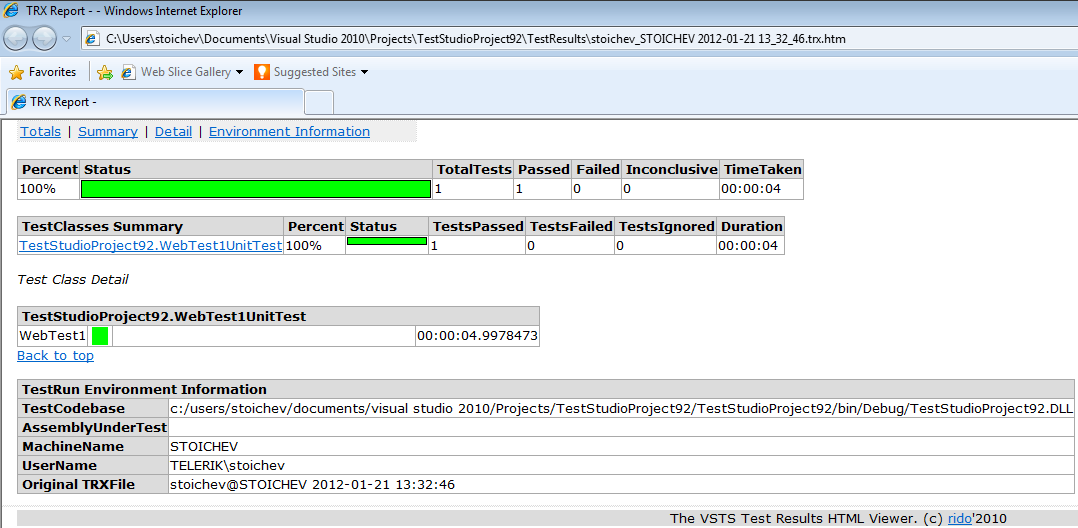 TRX Report - - Windows Internet Explorer
C:\Users\stoichev\Documents\Visual Studio 2010\Projects\TestStudioProject92\TestResults\stoichev_STOICHEV 2012-01-21 13_32_46.trx.htm
Favorites Web Slice Gallery Suggested Sites
TRX Report -
Totals | Summary | Detail | Environment Information
Percent Status TotalTests Passed Failed Inconclusive TimeTaken
100% 1 1 0 0 00:00:04
TestClasses Summary Percent Status TestsPassed TestsFailed TestsIgnored Duration
TestStudioProject92.WebTest1UnitTest 100% 1 0 0 00:00:04
Test Class Detail
TestStudioProject92.WebTest1UnitTest
WebTest1 00:00:04.9978473
Back to top
TestRun Environment Information
TestCodebase c:/users/stoichev/documents/visual studio 2010/Projects/TestStudioProject92/TestStudioProject92/bin/Debug/TestStudioProject92.DLL
AssemblyUnderTest
MachineName STOICHEV
UserName TELERIK\stoichev
Original TRXFile stoichev@STOICHEV 2012-01-21 13:32:46
The VSTS Test Results HTML Viewer. (c) rido'2010